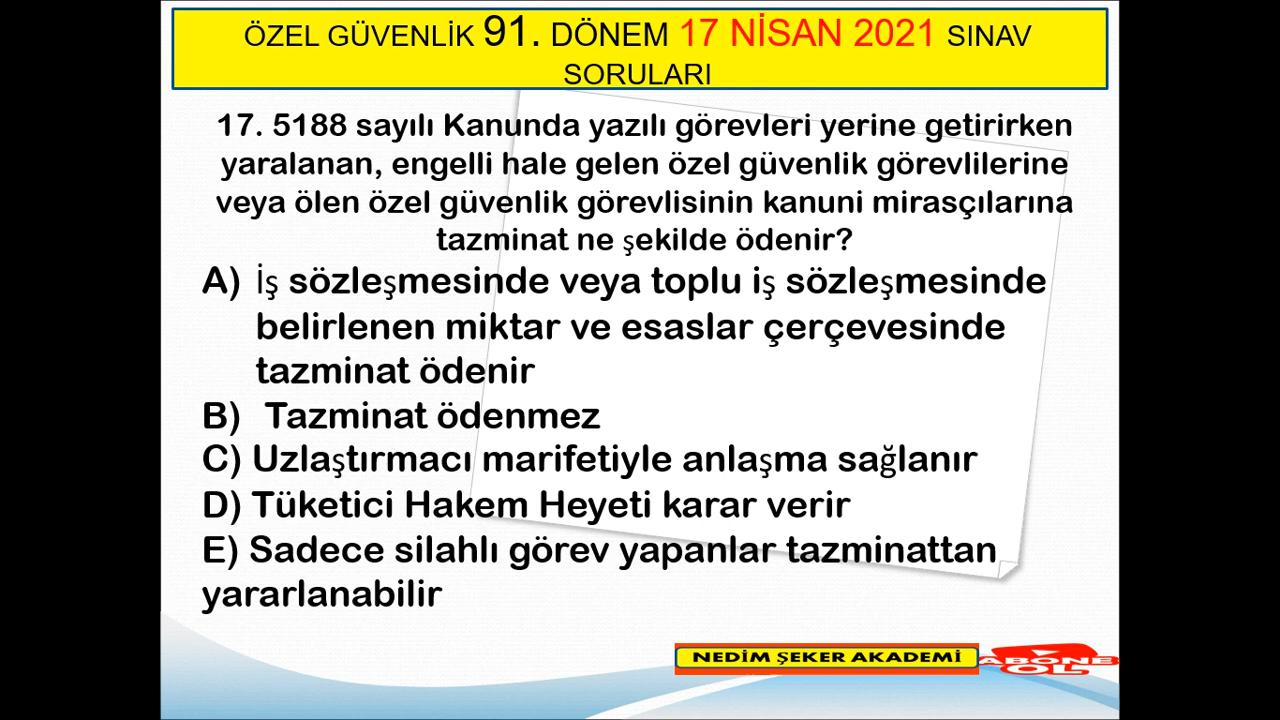 ÖZEL GÜVENLİK 91. DÖNEM 17 NİSAN 2021 SINAV
SORULARI
17. 5188 sayılı Kanunda yazılı görevleri yerine getirirken
yaralanan, engelli hale gelen özel güvenlik görevlilerine
veya ölen özel güvenlik görevlisinin kanuni mirasçılarına
tazminat ne şekilde ödenir?
A) İş sözleşmesinde veya toplu iş sözleşmesinde
belirlenen miktar ve esaslar çerçevesinde
tazminat ödenir
B) Tazminat ödenmez
C) Uzlaştırmacı marifetiyle anlaşma sağlanır
D) Tüketici Hakem Heyeti karar verir
E) Sadece silahlı görev yapanlar tazminattan
yararlanabilir
NEDİM ŞEKER AKADEMİ
ABONE
OL